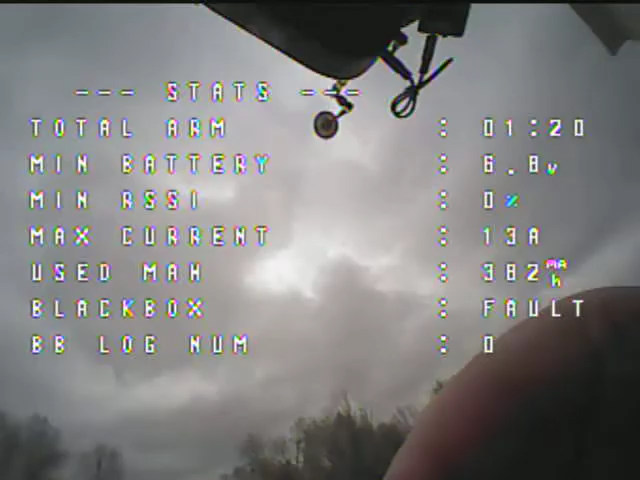 --- STATS ---
TOTAL ARM : 01:20
MIN BATTERY : 6.8V
MIN RSSI : 0%
MAX CURRENT : 13A
USED MAH : 382MAH
BLACKBOX : FAULT
BB LOG NUM : 0